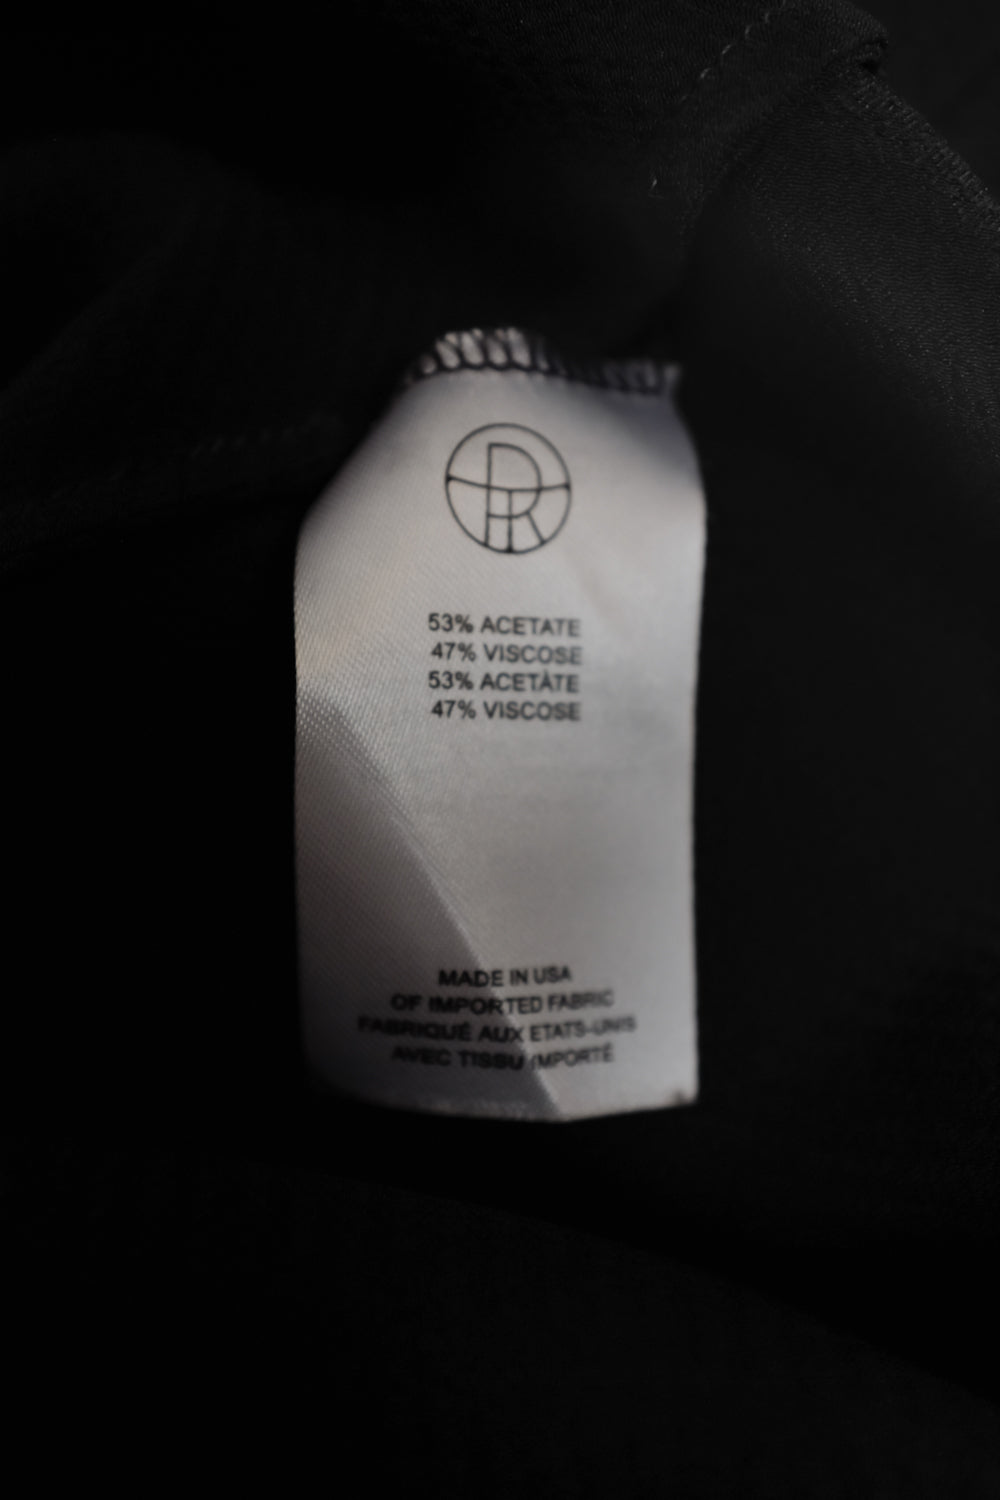 53% ACETATE
47% VISCOSE
53% ACETÀTE
47% VISCOSE
MADE IN USA
OF IMPORTED FABRIC
FABRIQUÉ AUX ETATS-UNIS
AVEC TISSU IMPORTÉ